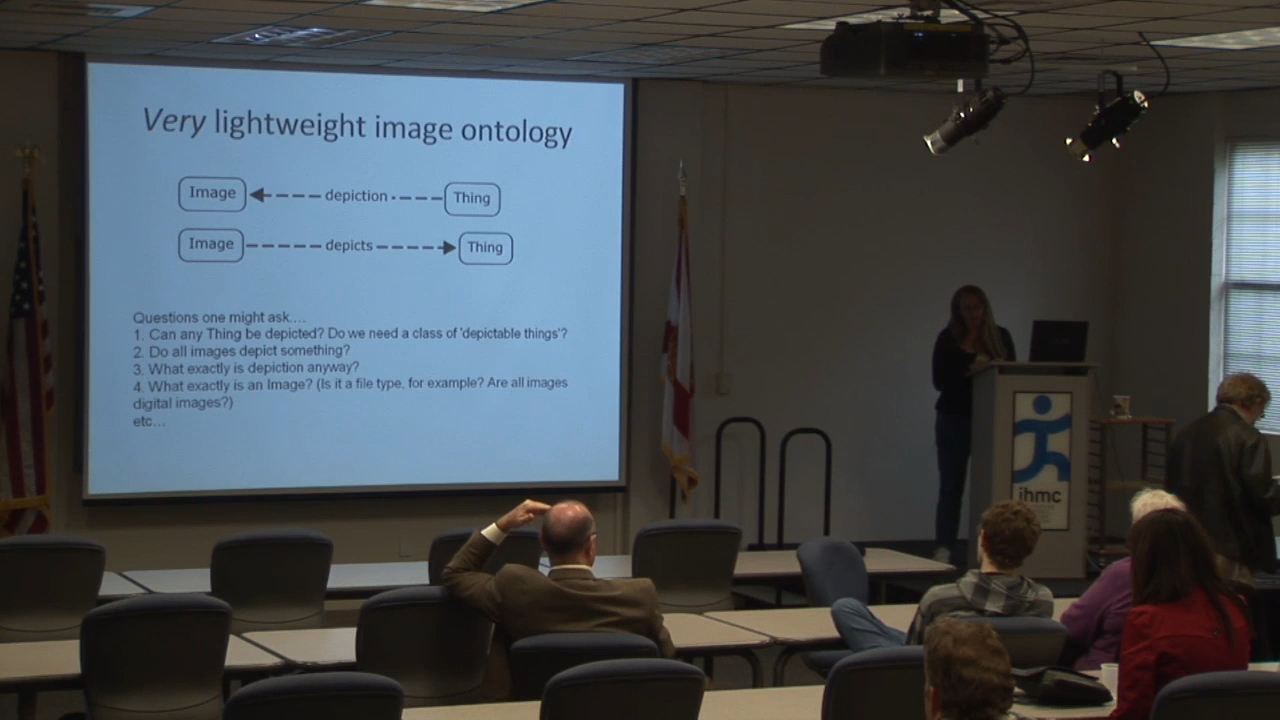 Very lightweight image ontology
Image depiction Thing
Image depicts Thing
Questions one might ask....
1. Can any Thing be depicted? Do we need a class of 'depictable things'?
2. Do all images depict something?
3. What exactly is depiction anyway?
4. What exactly is an Image? (Is it a file type, for example? Are all images
digital images?)
etc...
ihmc